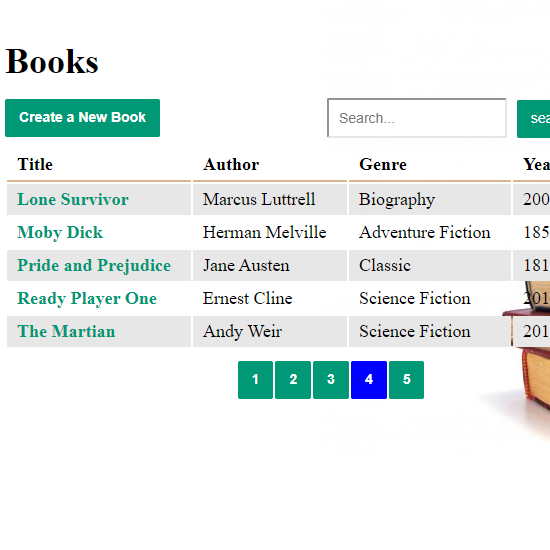 Books
Create a New Book Search... sea
Title Author Genre Yea
Lone Survivor Marcus Luttrell Biography 200
Moby Dick Herman Melville Adventure Fiction 185
Pride and Prejudice Jane Austen Classic 181
Ready Player One Ernest Cline Science Fiction 201
The Martian Andy Weir Science Fiction 201
1 2 3 4 5